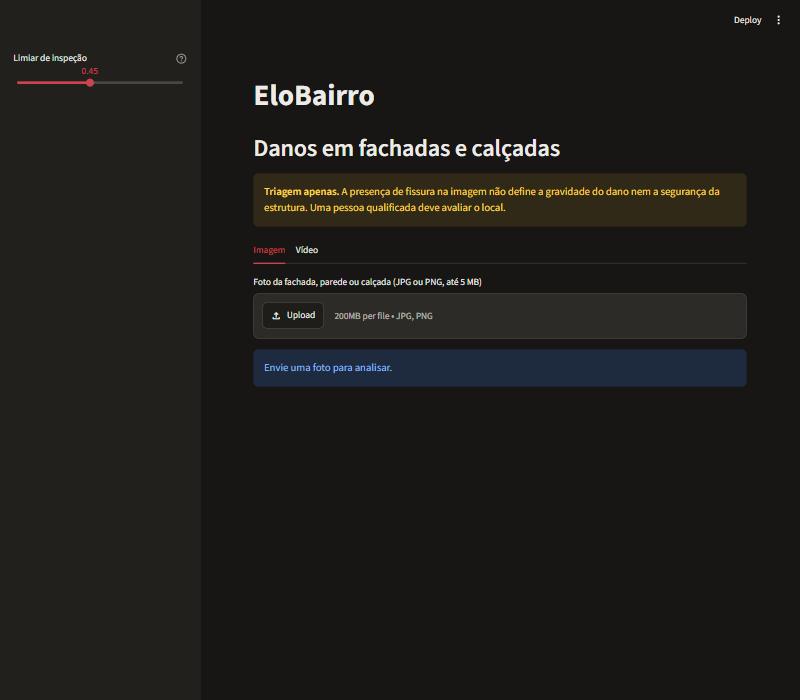 Deploy
Limiar de inspeção
0.45
EloBairro
Danos em fachadas e calçadas
Triagem apenas. A presença de fissura na imagem não define a gravidade do dano nem a segurança da
estrutura. Uma pessoa qualificada deve avaliar o local.
Imagem Vídeo
Foto da fachada, parede ou calçada (JPG ou PNG, até 5 MB)
Upload 200MB per file • JPG, PNG
Envie uma foto para analisar.